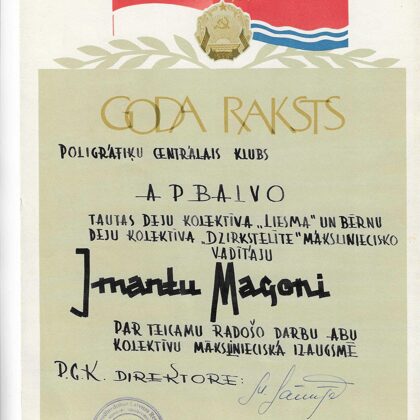 GODA RAKSTS
POLIGRĀFIĶU CENTRĀLAIS KLUBS
APBALVO
TAUTAS DEJU KOLEKTĪVA „LIESMA" UN BĒRNU
DEJU KOLEKTĪVA „DZIRKSTELĪTE" MĀKSLINIECISKO
VADĪTĀJU
Imantu Magoni
PAR TEICAMU RADOŠO DARBU ABU
KOLEKTĪVU MĀKSLINIECISKĀ IZAUGSMĒ
P.C.K. DIREKTORE: